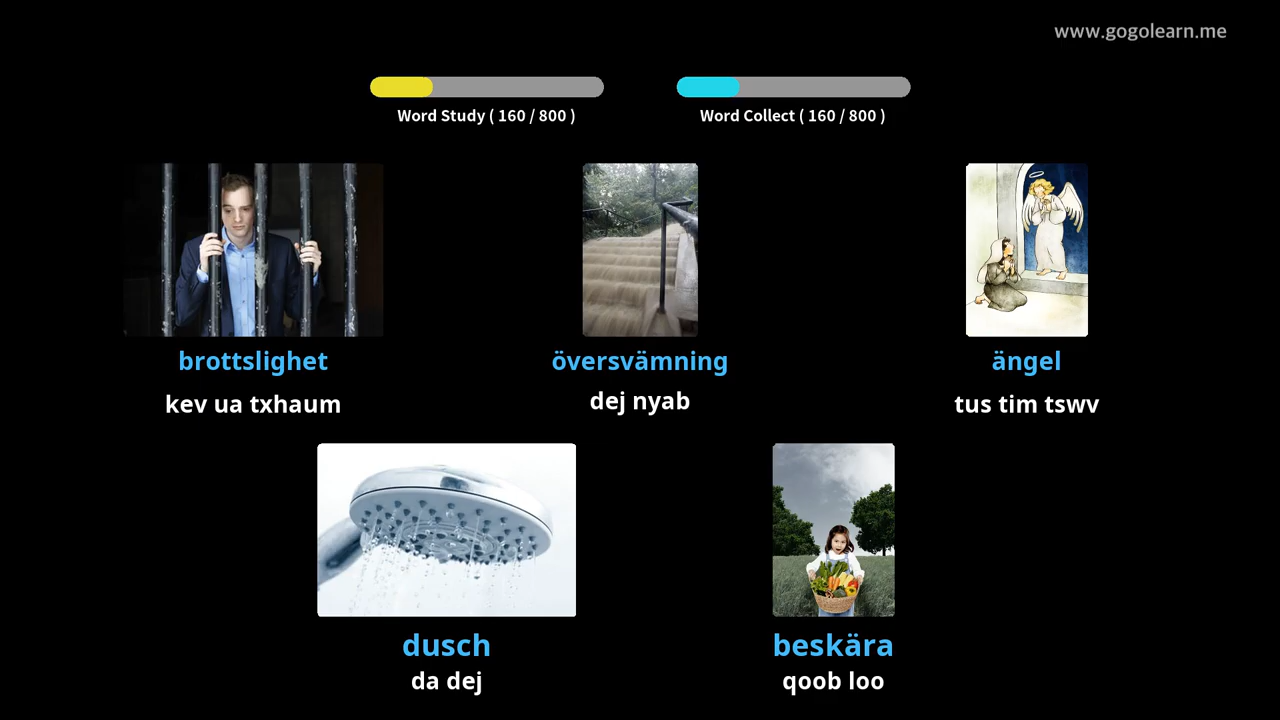 www.gogolearn.me
Word Study ( 160 / 800 )
Word Collect ( 160 / 800 )
brottslighet
översvämning
ängel
kev ua txhaum
dej nyab
tus tim tswv
dusch
beskära
da dej
qoob loo